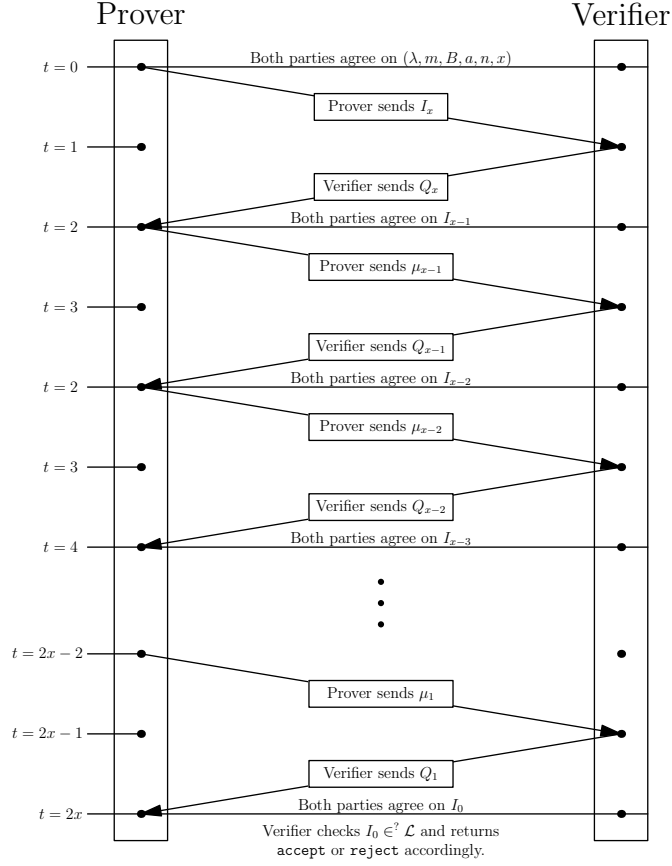 Prover
Verifier
t = 0
Both parties agree on (λ, m, B, a, n, x)
Prover sends I_x
t = 1
Verifier sends Q_x
t = 2
Both parties agree on I_{x−1}
Prover sends μ_{x−1}
t = 3
Verifier sends Q_{x−1}
t = 2
Both parties agree on I_{x−2}
Prover sends μ_{x−2}
t = 3
Verifier sends Q_{x−2}
t = 4
Both parties agree on I_{x−3}
t = 2x − 2
Prover sends μ_1
t = 2x − 1
Verifier sends Q_1
t = 2x
Both parties agree on I_0
Verifier checks I_0 ∈^? ℒ and returns
accept or reject accordingly.